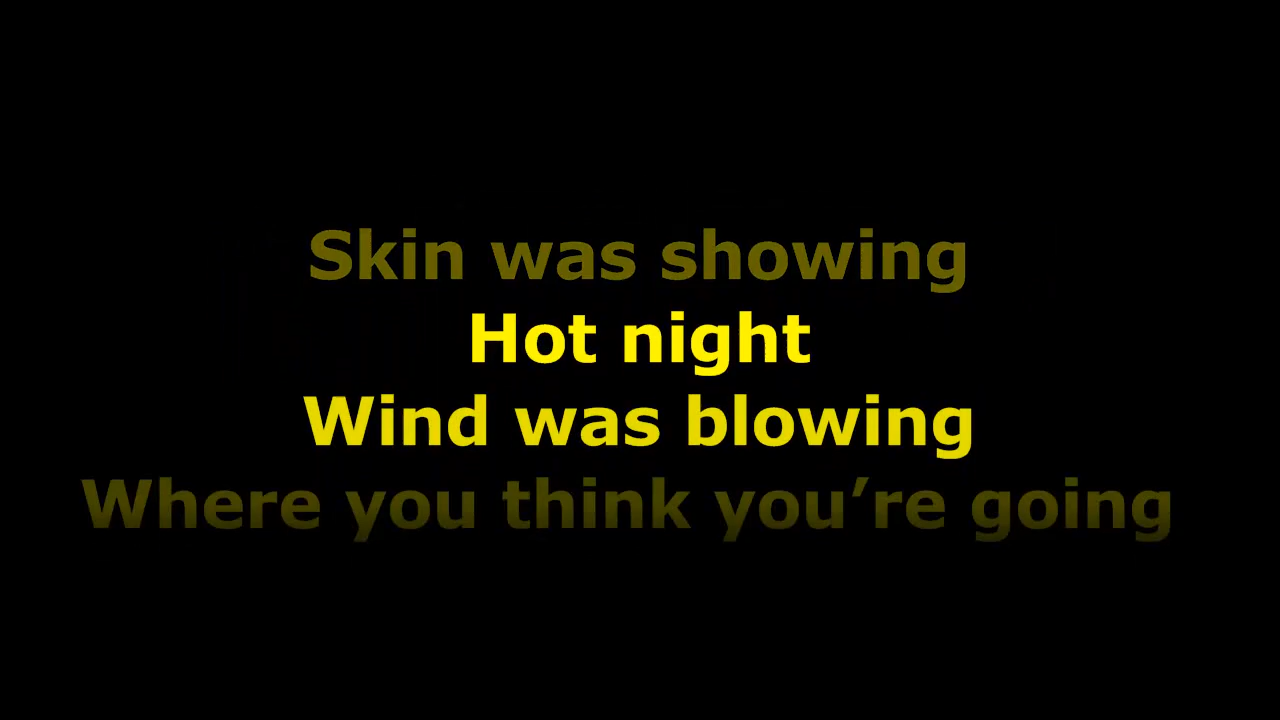 Skin was showing
Hot night
Wind was blowing
Where you think you’re going